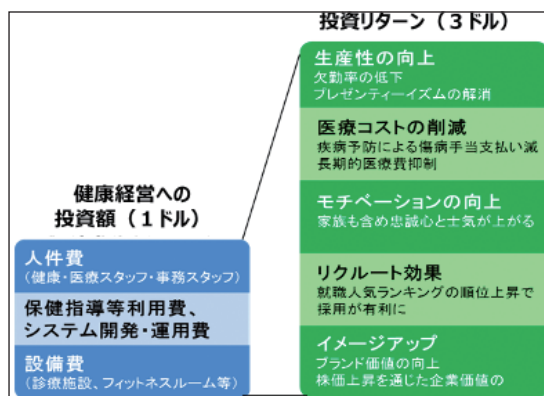 投資リターン（３ドル）
生産性の向上
欠勤率の低下
プレゼンティーイズムの解消
医療コストの削減
疾病予防による傷病手当支払い減
長期的医療費抑制
モチベーションの向上
家族も含め忠誠心と士気が上がる
リクルート効果
就職人気ランキングの順位上昇で
採用が有利に
イメージアップ
ブランド価値の向上
株価上昇を通じた企業価値の
健康経営への
投資額（１ドル）
人件費
（健康・医療スタッフ・事務スタッフ）
保健指導等利用費、
システム開発・運用費
設備費
（診療施設、フィットネスルーム等）